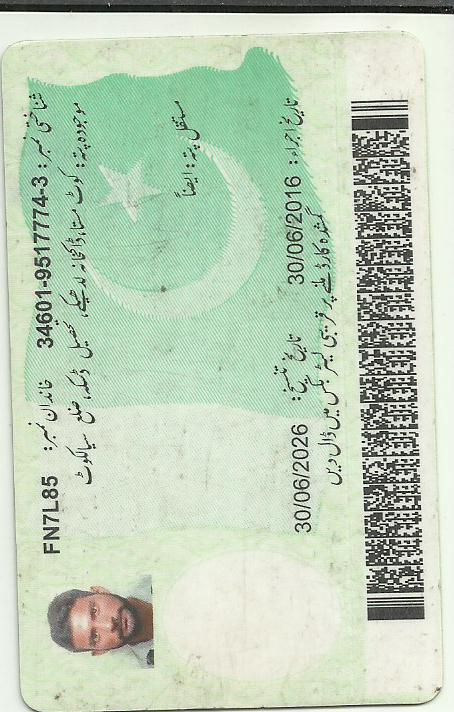 شناختی نمبر: 34601-9517774-3 خاندان نمبر: FN7L85
موجودہ پتہ: کوٹ مستا، ڈاکخانہ لدھیکے، تحصیل ڈسکہ، ضلع سیالکوٹ
مستقل پتہ: ایضاً
تاریخ اجراء: 30/06/2016 تاریخ تنسیخ: 30/06/2026
گمشدہ کارڈ ملنے پر قریبی لیٹر بکس میں ڈال دیں